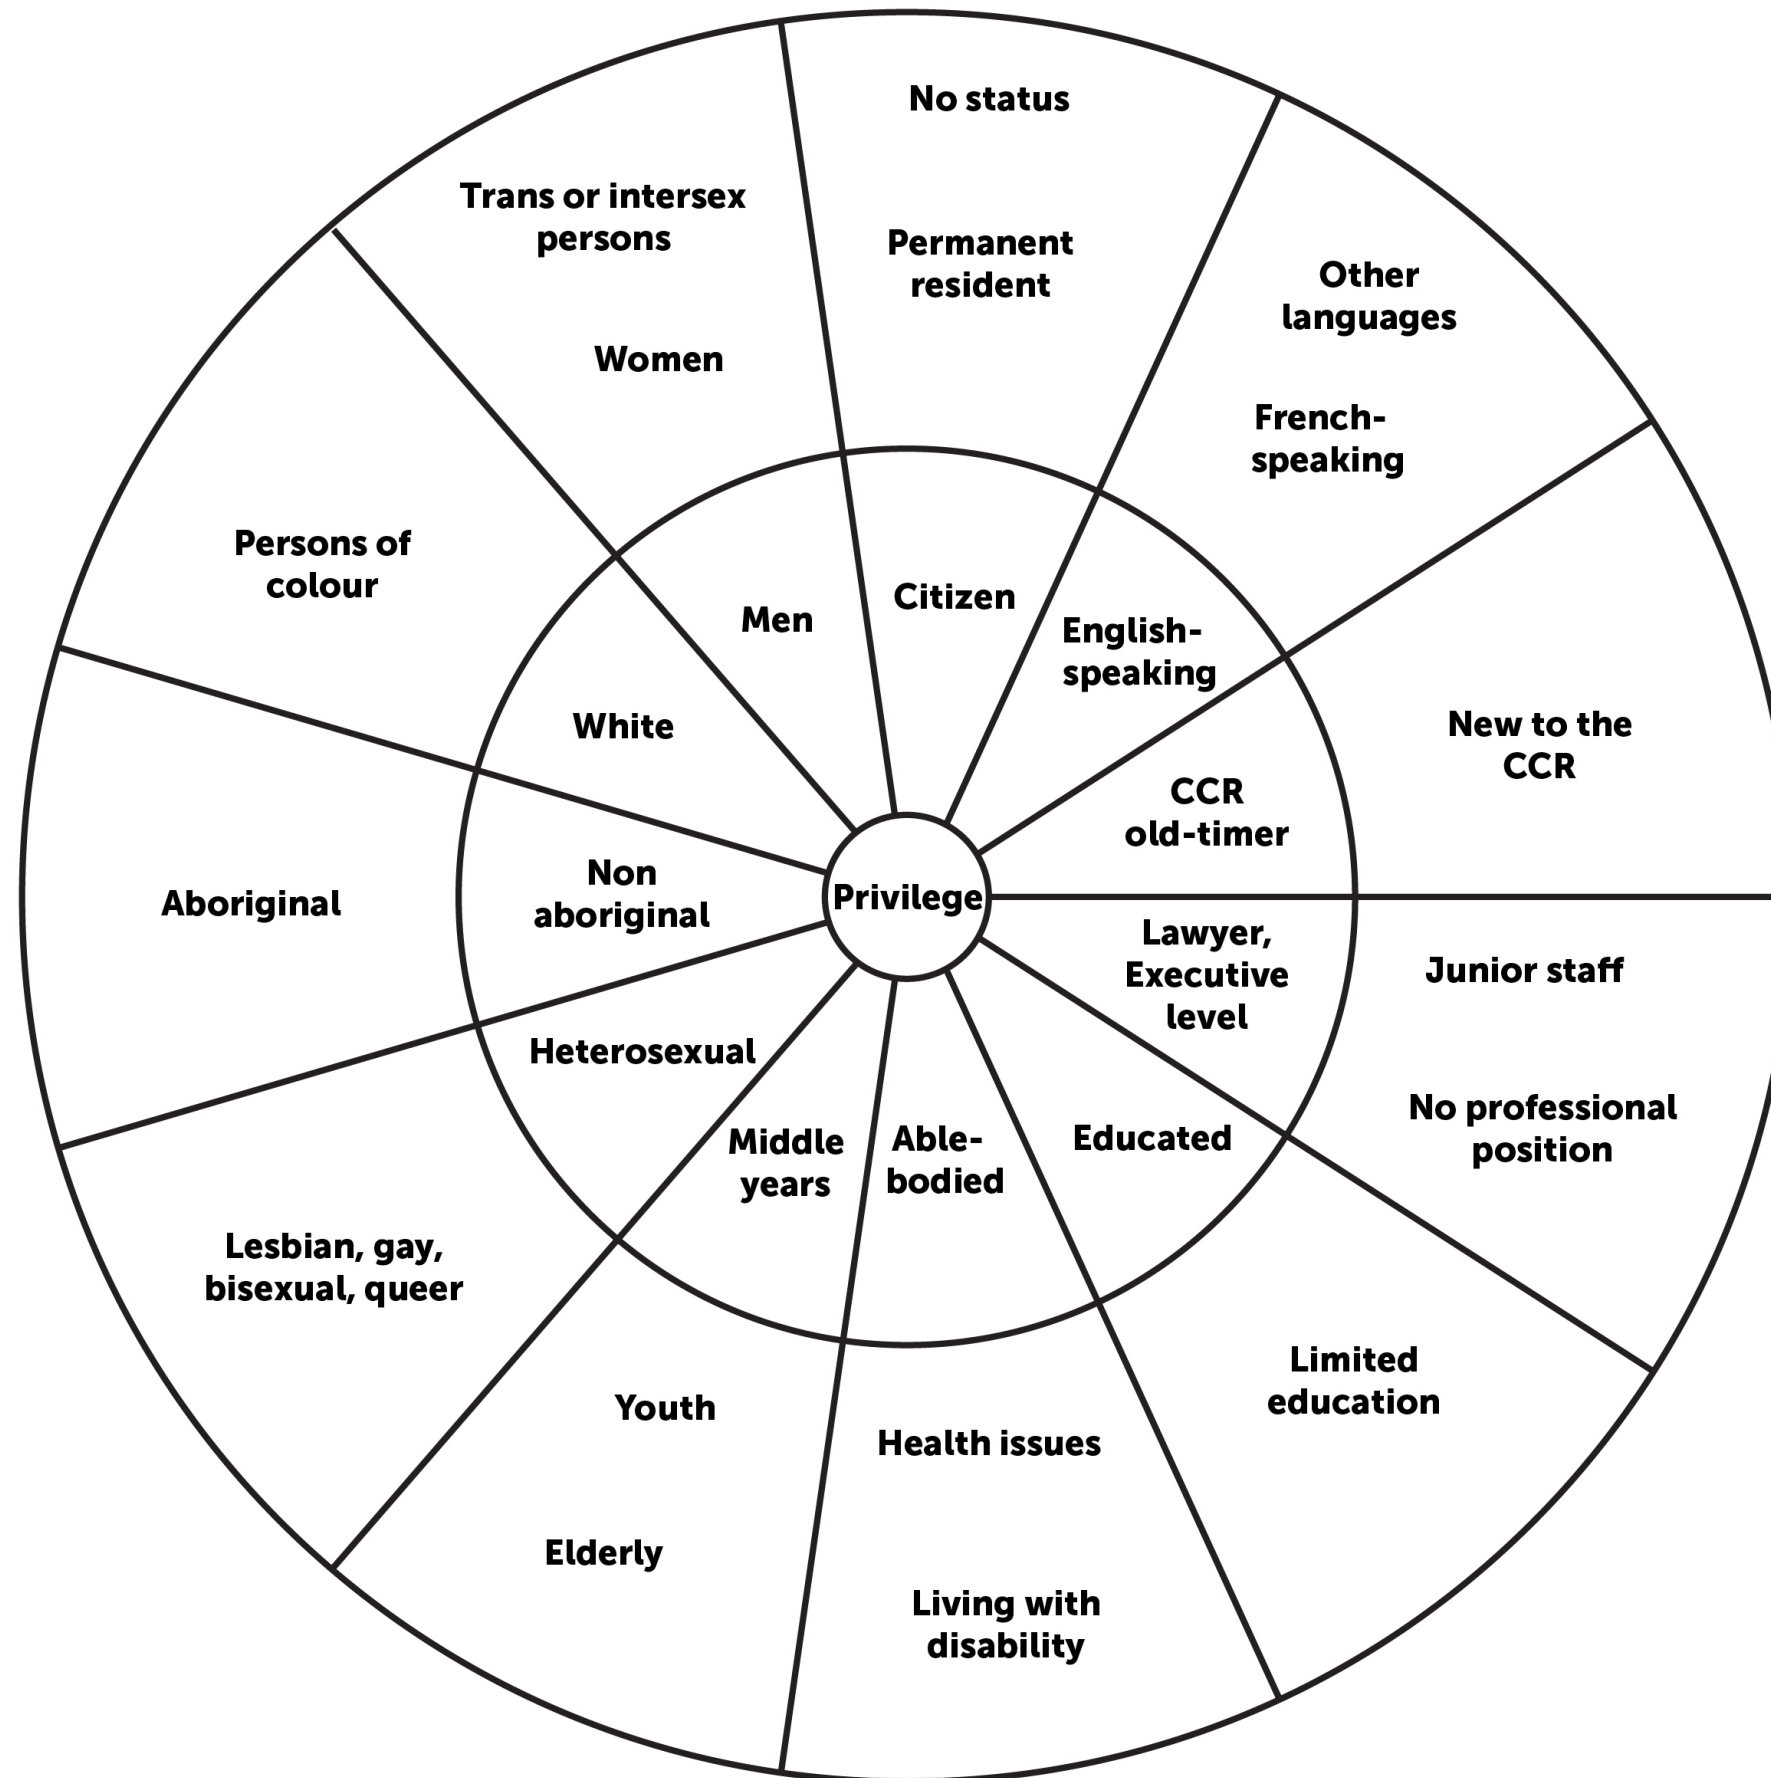 No status
Permanent
resident
Citizen
Other
languages
French-
speaking
English-
speaking
New to the
CCR
CCR
old-timer
Lawyer,
Executive
level
Junior staff
No professional
position
Educated
Limited
education
Able-
bodied
Health issues
Living with
disability
Middle
years
Youth
Elderly
Heterosexual
Lesbian, gay,
bisexual, queer
Non
aboriginal
Aboriginal
White
Persons of
colour
Men
Women
Trans or intersex
persons
Privilege